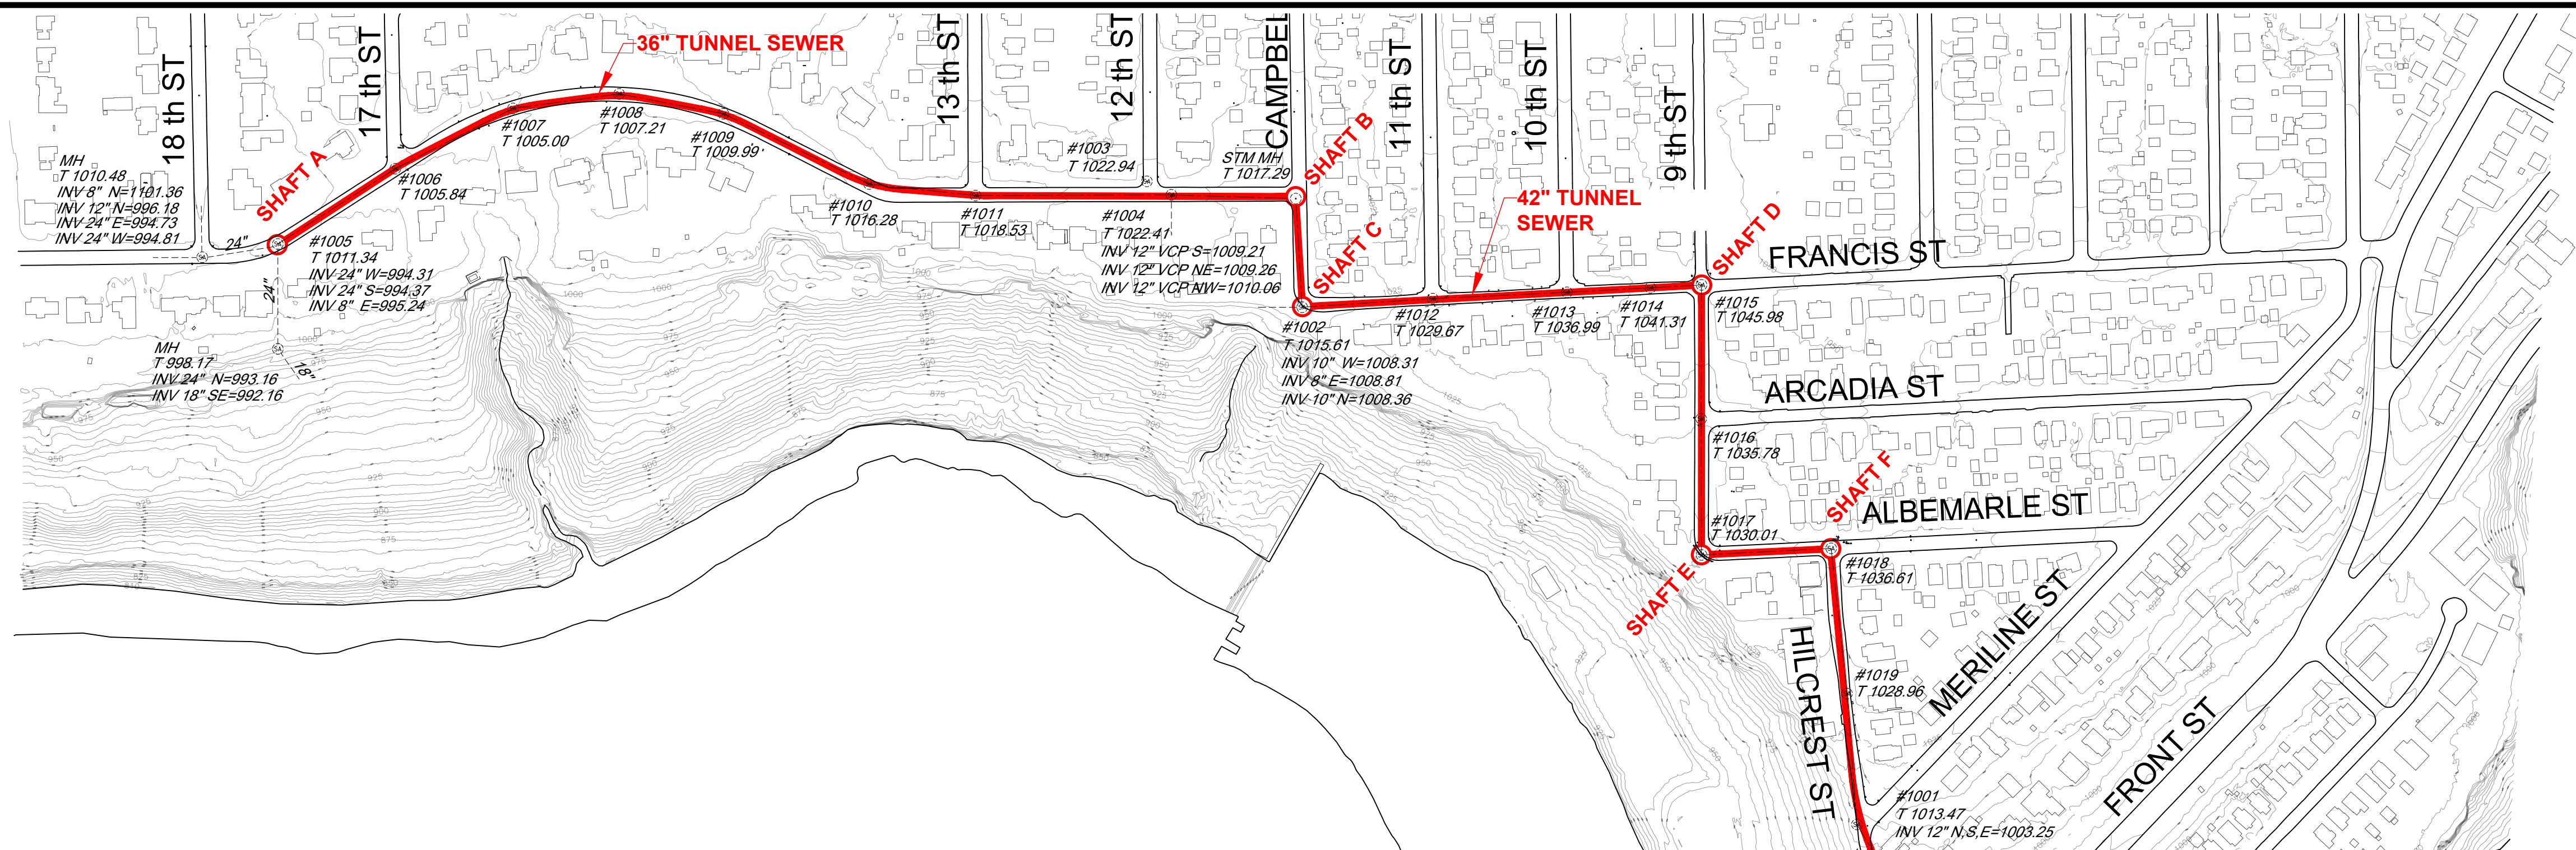 18 th ST
17 th ST
13 th ST
12 th ST
CAMPBEL
11 th ST
10 th ST
9 th ST
36" TUNNEL SEWER
42" TUNNEL
SEWER
SHAFT A
SHAFT B
SHAFT C
SHAFT D
SHAFT E
SHAFT F
FRANCIS ST
ARCADIA ST
ALBEMARLE ST
MERILINE ST
HILCREST ST
FRONT ST
MH
T 1010.48
INV 8" N=1101.36
INV 12" N=996.18
INV 24" E=994.73
INV 24" W=994.81
24"
24"
18"
#1005
T 1011.34
INV 24" W=994.31
INV 24" S=994.37
INV 8" E=995.24
MH
T 998.17
INV 24" N=993.16
INV 18" SE=992.16
#1006
T 1005.84
#1007
T 1005.00
#1008
T 1007.21
#1009
T 1009.99
#1010
T 1016.28
#1011
T 1018.53
#1003
T 1022.94
#1004
T 1022.41
INV 12" VCP S=1009.21
INV 12" VCP NE=1009.26
INV 12" VCP NW=1010.06
STM MH
T 1017.29
#1002
T 1015.61
INV 10" W=1008.31
INV 8" E=1008.81
INV 10" N=1008.36
#1012
T 1029.67
#1013
T 1036.99
#1014
T 1041.31
#1015
T 1045.98
#1016
T 1035.78
#1017
T 1030.01
#1018
T 1036.61
#1019
T 1028.96
#1001
T 1013.47
INV 12" N,S,E=1003.25